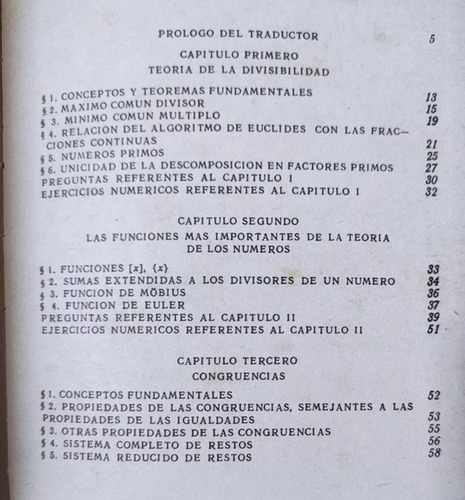 PROLOGO DEL TRADUCTOR 5
CAPITULO PRIMERO
TEORIA DE LA DIVISIBILIDAD
§ 1. CONCEPTOS Y TEOREMAS FUNDAMENTALES 13
§ 2. MAXIMO COMUN DIVISOR 15
§ 3. MINIMO COMUN MULTIPLO 19
§ 4. RELACION DEL ALGORITMO DE EUCLIDES CON LAS FRAC-
CIONES CONTINUAS 21
§ 5. NUMEROS PRIMOS 25
§ 6. UNICIDAD DE LA DESCOMPOSICION EN FACTORES PRIMOS 27
PREGUNTAS REFERENTES AL CAPITULO I 30
EJERCICIOS NUMERICOS REFERENTES AL CAPITULO I 32
CAPITULO SEGUNDO
LAS FUNCIONES MAS IMPORTANTES DE LA TEORIA
DE LOS NUMEROS
§ 1. FUNCIONES [x], {x} 33
§ 2. SUMAS EXTENDIDAS A LOS DIVISORES DE UN NUMERO 34
§ 3. FUNCION DE MÖBIUS 36
§ 4. FUNCION DE EULER 37
PREGUNTAS REFERENTES AL CAPITULO II 39
EJERCICIOS NUMERICOS REFERENTES AL CAPITULO II 51
CAPITULO TERCERO
CONGRUENCIAS
§ 1. CONCEPTOS FUNDAMENTALES 52
§ 2. PROPIEDADES DE LAS CONGRUENCIAS, SEMEJANTES A LAS
PROPIEDADES DE LAS IGUALDADES 53
§ 3. OTRAS PROPIEDADES DE LAS CONGRUENCIAS 55
§ 4. SISTEMA COMPLETO DE RESTOS 56
§ 5. SISTEMA REDUCIDO DE RESTOS 58